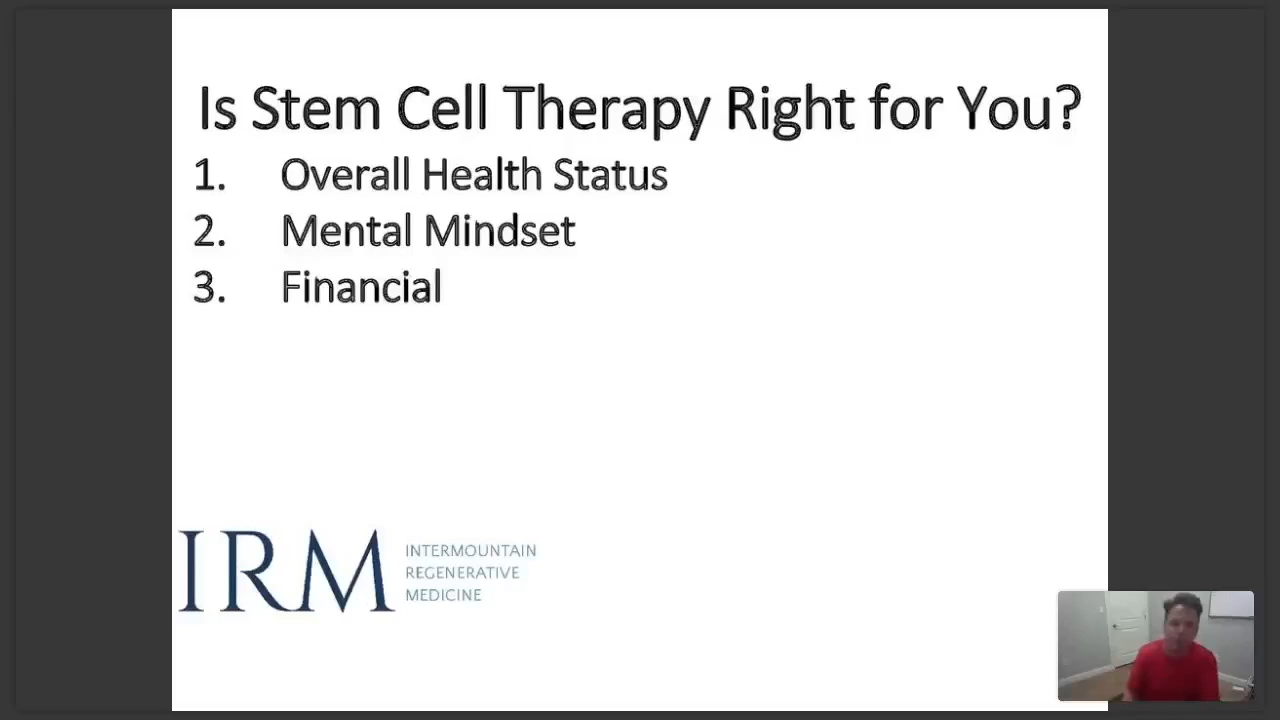 Is Stem Cell Therapy Right for You?
1. Overall Health Status
2. Mental Mindset
3. Financial
IRM
INTERMOUNTAIN
REGENERATIVE
MEDICINE